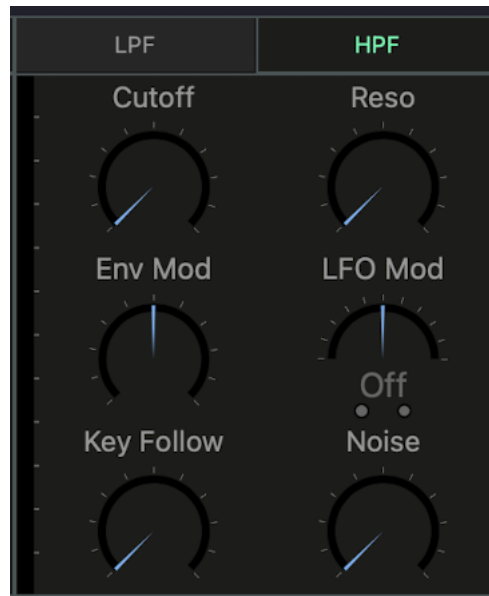 LPF HPF
Cutoff Reso
Env Mod LFO Mod
Off
Key Follow Noise